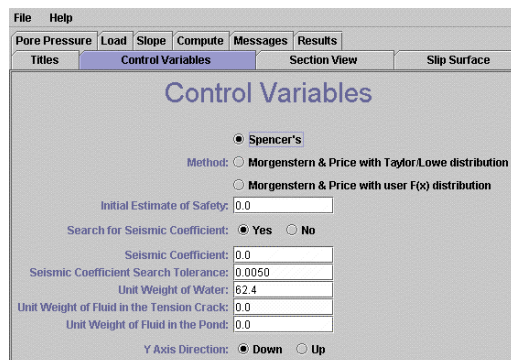 File Help
Pore Pressure Load Slope Compute Messages Results
Titles Control Variables Section View Slip Surface
Control Variables
Spencer's
Method: Morgenstern & Price with Taylor/Lowe distribution
Morgenstern & Price with user F(x) distribution
Initial Estimate of Safety: 0.0
Search for Seismic Coefficient: Yes No
Seismic Coefficient: 0.0
Seismic Coefficient Search Tolerance: 0.0050
Unit Weight of Water: 62.4
Unit Weight of Fluid in the Tension Crack: 0.0
Unit Weight of Fluid in the Pond: 0.0
Y Axis Direction: Down Up